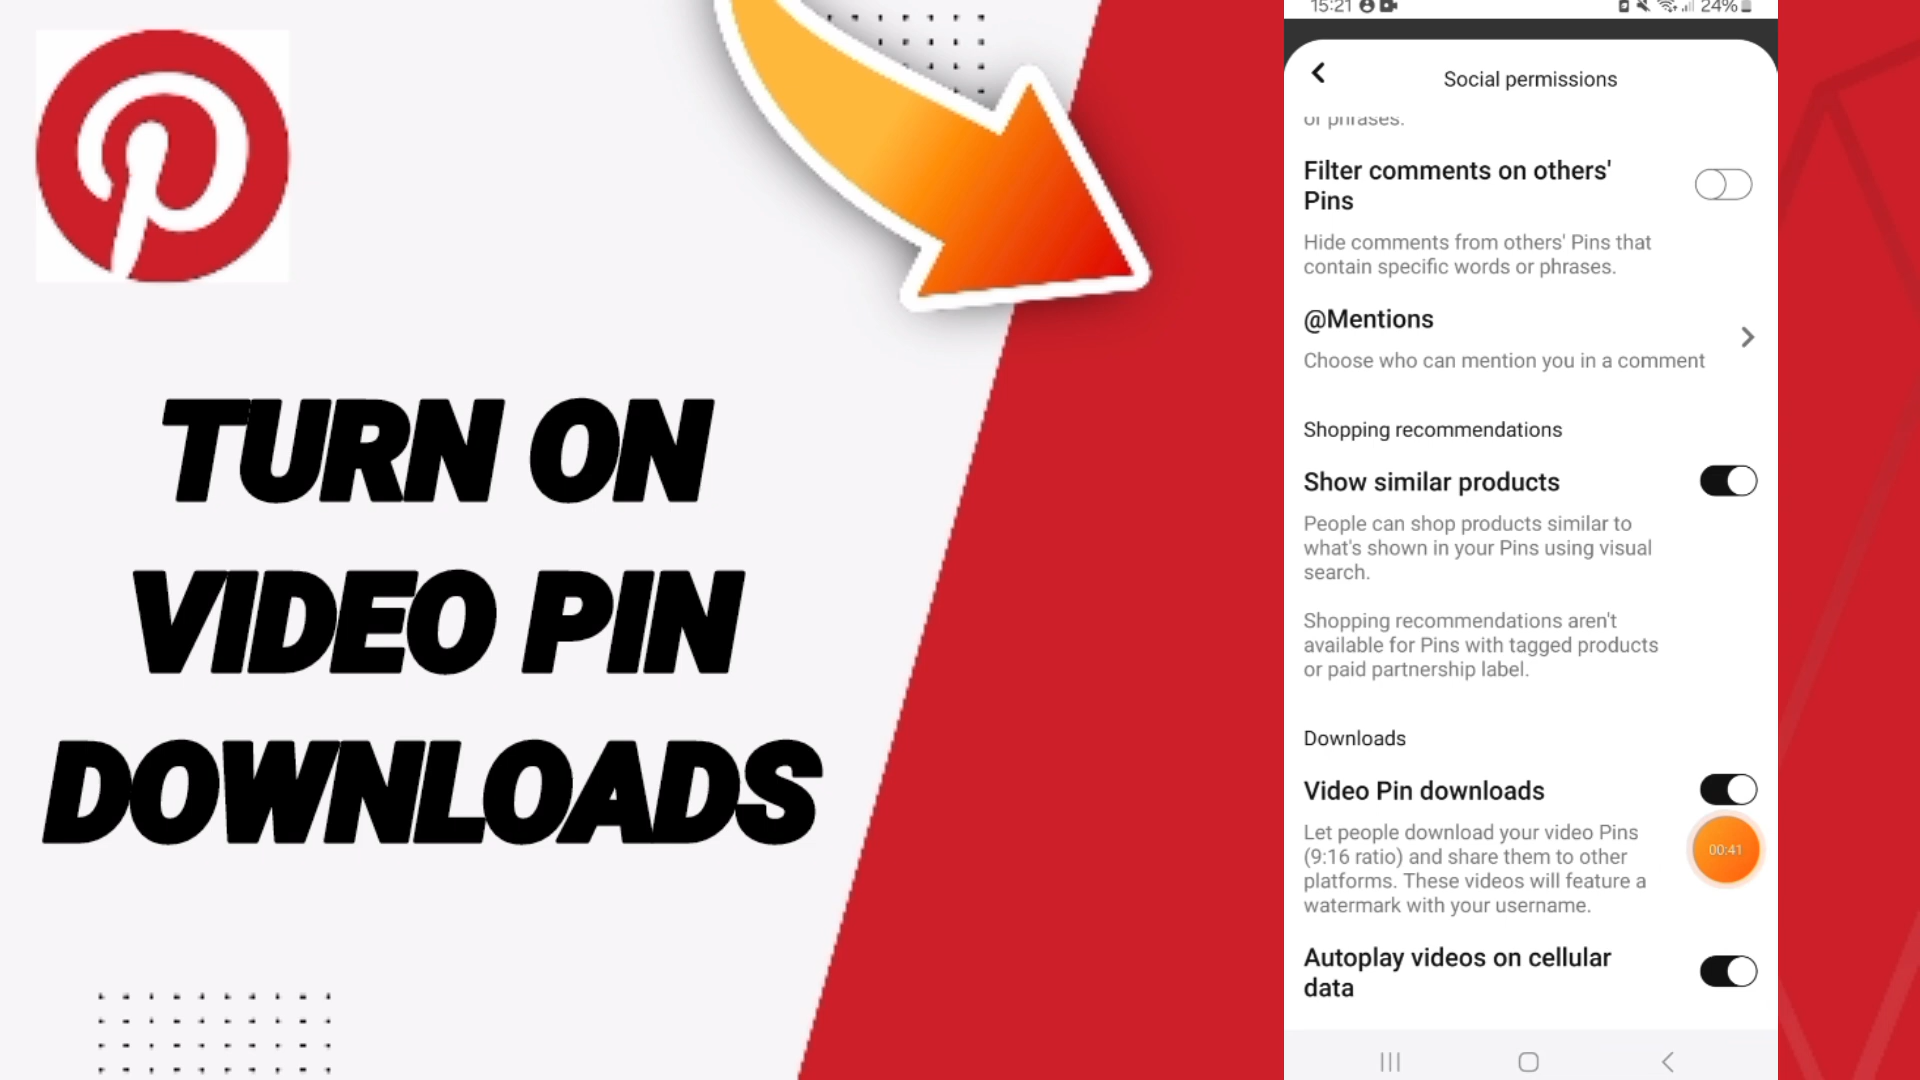 TURN ON
VIDEO PIN
DOWNLOADS
15:21
24%
Social permissions
or phrases.
Filter comments on others'
Pins
Hide comments from others' Pins that
contain specific words or phrases.
@Mentions
Choose who can mention you in a comment
Shopping recommendations
Show similar products
People can shop products similar to
what's shown in your Pins using visual
search.
Shopping recommendations aren't
available for Pins with tagged products
or paid partnership label.
Downloads
Video Pin downloads
Let people download your video Pins
(9:16 ratio) and share them to other
platforms. These videos will feature a
watermark with your username.
00:41
Autoplay videos on cellular
data